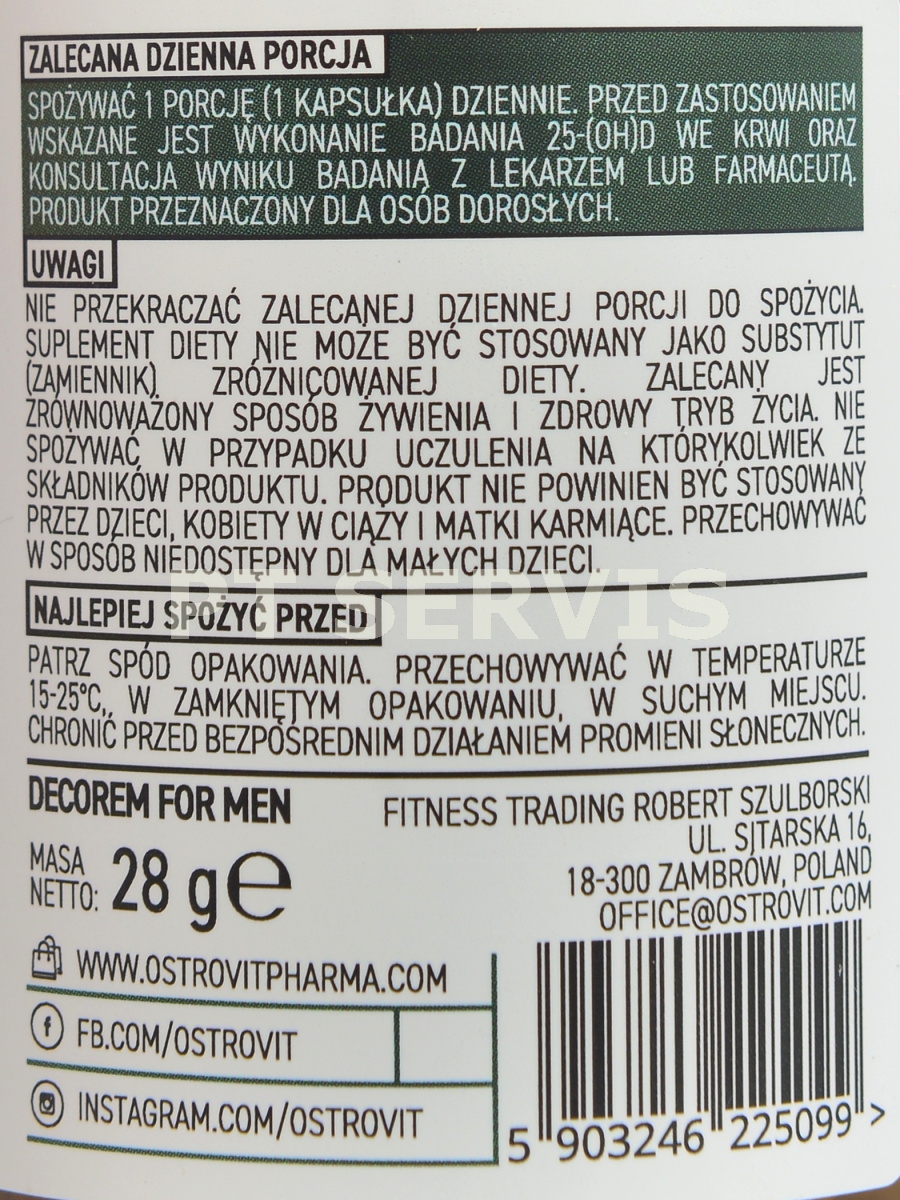 ZALECANA DZIENNA PORCJA
SPOŻYWAĆ 1 PORCJĘ (1 KAPSUŁKA) DZIENNIE. PRZED ZASTOSOWANIEM
WSKAZANE JEST WYKONANIE BADANIA 25-(OH)D WE KRWI ORAZ
KONSULTACJA WYNIKU BADANIA Z LEKARZEM LUB FARMACEUTĄ.
PRODUKT PRZEZNACZONY DLA OSÓB DOROSŁYCH.
UWAGI
NIE PRZEKRACZAĆ ZALECANEJ DZIENNEJ PORCJI DO SPOŻYCIA.
SUPLEMENT DIETY NIE MOŻE BYĆ STOSOWANY JAKO SUBSTYTUT
(ZAMIENNIK) ZRÓŻNICOWANEJ DIETY. ZALECANY JEST
ZRÓWNOWAŻONY SPOSÓB ŻYWIENIA I ZDROWY TRYB ŻYCIA. NIE
SPOŻYWAĆ W PRZYPADKU UCZULENIA NA KTÓRYKOLWIEK ZE
SKŁADNIKÓW PRODUKTU. PRODUKT NIE POWINIEN BYĆ STOSOWANY
PRZEZ DZIECI, KOBIETY W CIĄŻY I MATKI KARMIĄCE. PRZECHOWYWAĆ
W SPOSÓB NIEDOSTĘPNY DLA MAŁYCH DZIECI.
PT SERVIS
NAJLEPIEJ SPOŻYĆ PRZED
PATRZ SPÓD OPAKOWANIA. PRZECHOWYWAĆ W TEMPERATURZE
15-25°C,, W ZAMKNIĘTYM OPAKOWANIU, W SUCHYM MIEJSCU.
CHRONIĆ PRZED BEZPOŚREDNIM DZIAŁANIEM PROMIENI SŁONECZNYCH.
DECOREM FOR MEN
MASA
NETTO: 28 g e
FITNESS TRADING ROBERT SZULBORSKI
UL. SITARSKA 16,
18-300 ZAMBRÓW, POLAND
OFFICE@OSTROVIT.COM
WWW.OSTROVITPHARMA.COM
FB.COM/OSTROVIT
INSTAGRAM.COM/OSTROVIT
5 903246 225099 >